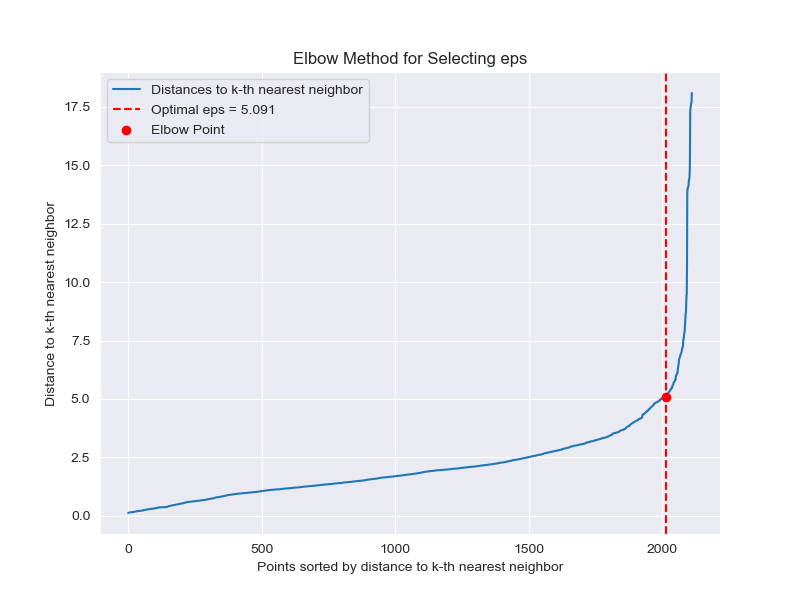 Elbow Method for Selecting eps
Distances to k-th nearest neighbor
Optimal eps = 5.091
Elbow Point
Distance to k-th nearest neighbor
17.5
15.0
12.5
10.0
7.5
5.0
2.5
0.0
0 500 1000 1500 2000
Points sorted by distance to k-th nearest neighbor